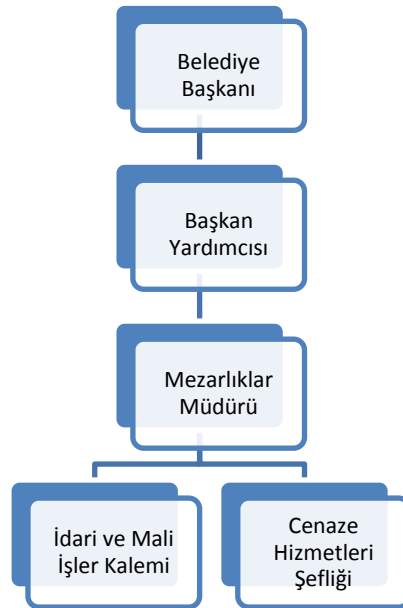 Belediye
Başkanı
Başkan
Yardımcısı
Mezarlıklar
Müdürü
İdari ve Mali
İşler Kalemi
Cenaze
Hizmetleri
Şefliği